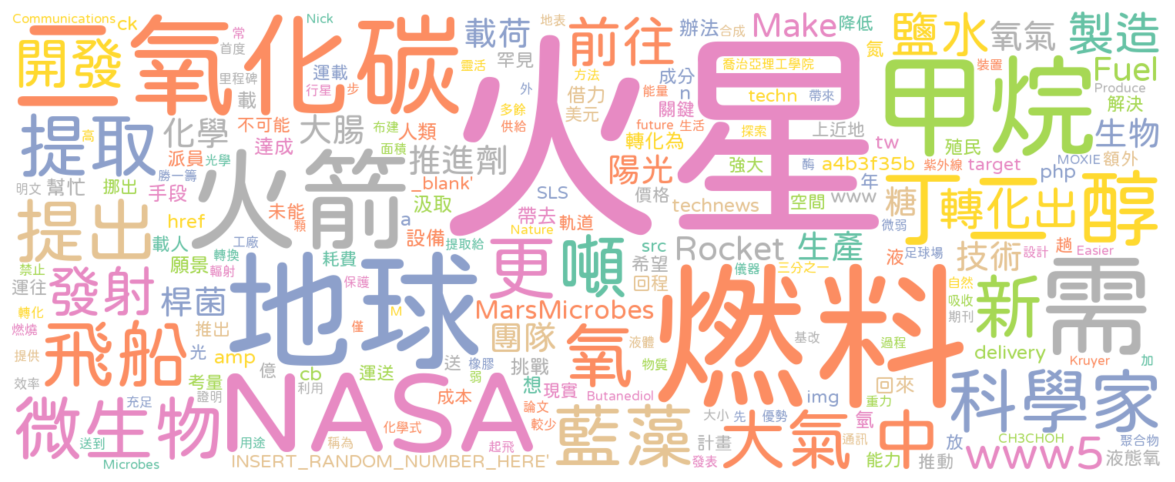 Communications
ck
Nick
常
地表
辦法
合成
Make
降低
鹽水
氧氣
製造
開發
二氧化碳
首度
里程碑
載荷
靈活
罕見
前往
火星
氮
喬治亞理工學院
裝置
甲烷
Fuel
Produce
運載
行星
步
外
方法
借力
成分
n
能量
帶來
載
多餘
美元
關鍵
techn
解決
提取
高
化學
不可能
大腸
布建
人類
供給
future
生活
上近地
生物
派員
光學
達成
面積
推進劑
轉化為
探索
tw
殖民
MOXIE
額外
明文
幫忙
挪出
勝一籌
火箭
_blank'
陽光
強大
酶
a4b3f35b
紫外線
target
php
手段
未能
顆
汲取
SLS
價格
空間
年
www
糖
丁二醇
轉化出
提出
href
a
帶去
軌道
technews
微弱
載人
工廠
設備
提取給
Nature
更
噸
src
Rocket
生產
液
足球場
技術
設計
趙
Easier
禁止
願景
轉換
耗費
希望
儀器
三分之一
運往
發射
輻射
地球
保護
回程
自然
需
轉化
桿菌
M
MarsMicrobes
燃料
吸收
新
燃燒
推出
僅
團隊
液體
氧
基改
過程
期刊
delivery
提供
飛船
光
amp
億
送
橡膠
挑戰
物質
Kruyer
加
效率
考量
cb
運送
弱
想
現實
回來
科學家
證明
利用
成本
Butanediol
img
重力
微生物
充足
NASA
論文
較少
藍藻
大小
先
優勢
氫
大氣中
放
CH3CHOH
聚合物
送到
用途
化學式
計畫
通訊
www5
液態氧
Microbes
INSERT_RANDOM_NUMBER_HERE'
稱為
起飛
發表
能力
推動